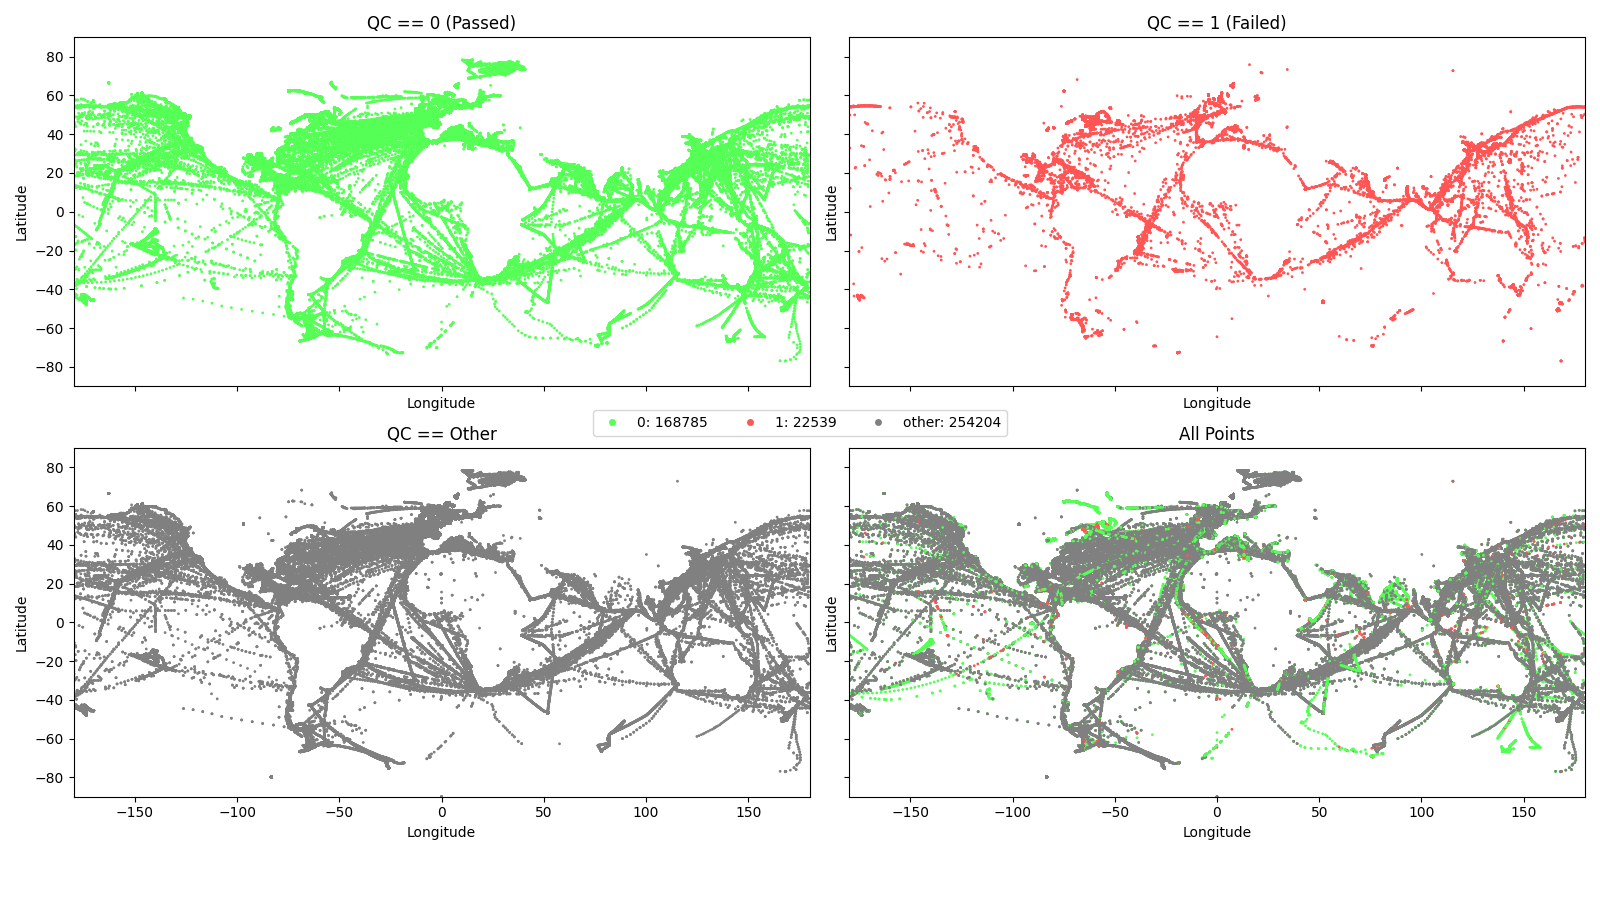 QC == 0 (Passed)
QC == 1 (Failed)
Latitude
80
60
40
20
0
−20
−40
−60
−80
Longitude
Latitude
Longitude
0: 168785 1: 22539 other: 254204
QC == Other
All Points
Latitude
80
60
40
20
0
−20
−40
−60
−80
−150 −100 −50 0 50 100 150
Longitude
Latitude
−150 −100 −50 0 50 100 150
Longitude